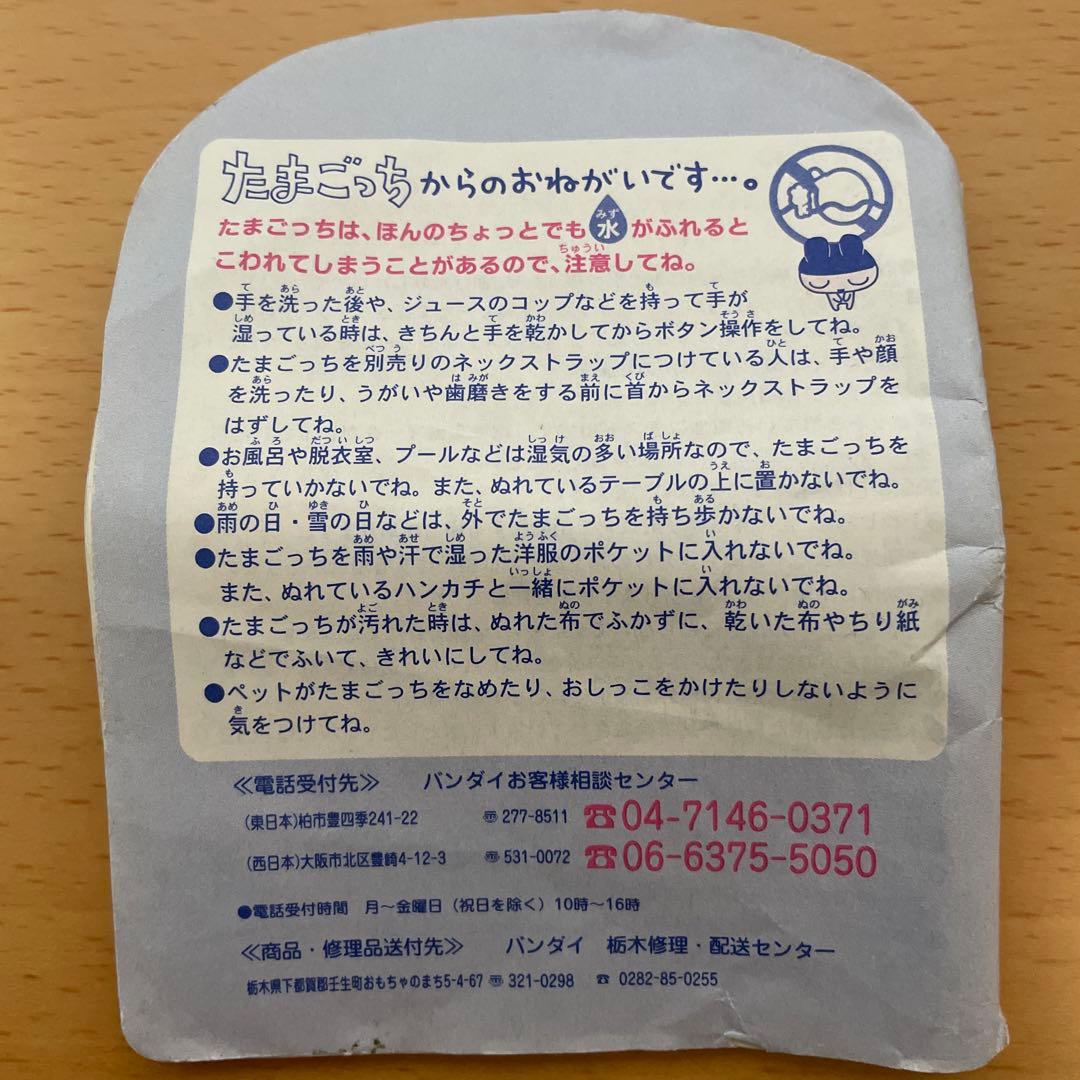 たまごっちからのおねがいです…。
たまごっちは、ほんのちょっとでも水がふれると
こわれてしまうことがあるので、注意してね。
●手を洗った後や、ジュースのコップなどを持って手が
湿っている時は、きちんと手を乾かしてからボタン操作をしてね。
●たまごっちを別売りのネックストラップにつけている人は、手や顔
を洗ったり、うがいや歯磨きをする前に首からネックストラップを
はずしてね。
●お風呂や脱衣室、プールなどは湿気の多い場所なので、たまごっちを
持っていかないでね。また、ぬれているテーブルの上に置かないでね。
●雨の日・雪の日などは、外でたまごっちを持ち歩かないでね。
●たまごっちを雨や汗で湿った洋服のポケットに入れないでね。
また、ぬれているハンカチと一緒にポケットに入れないでね。
●たまごっちが汚れた時は、ぬれた布でふかずに、乾いた布やちり紙
などでふいて、きれいにしてね。
●ペットがたまごっちをなめたり、おしっこをかけたりしないように
気をつけてね。
≪電話受付先≫ バンダイお客様相談センター
(東日本)柏市豊四季241-22 〠277-8511 ☎04-7146-0371
(西日本)大阪市北区豊崎4-12-3 〠531-0072 ☎06-6375-5050
●電話受付時間 月〜金曜日(祝日を除く)10時〜16時
≪商品・修理品送付先≫ バンダイ 栃木修理・配送センター
栃木県下都賀郡壬生町おもちゃのまち5-4-67 〠321-0298 ☎ 0282-85-0255